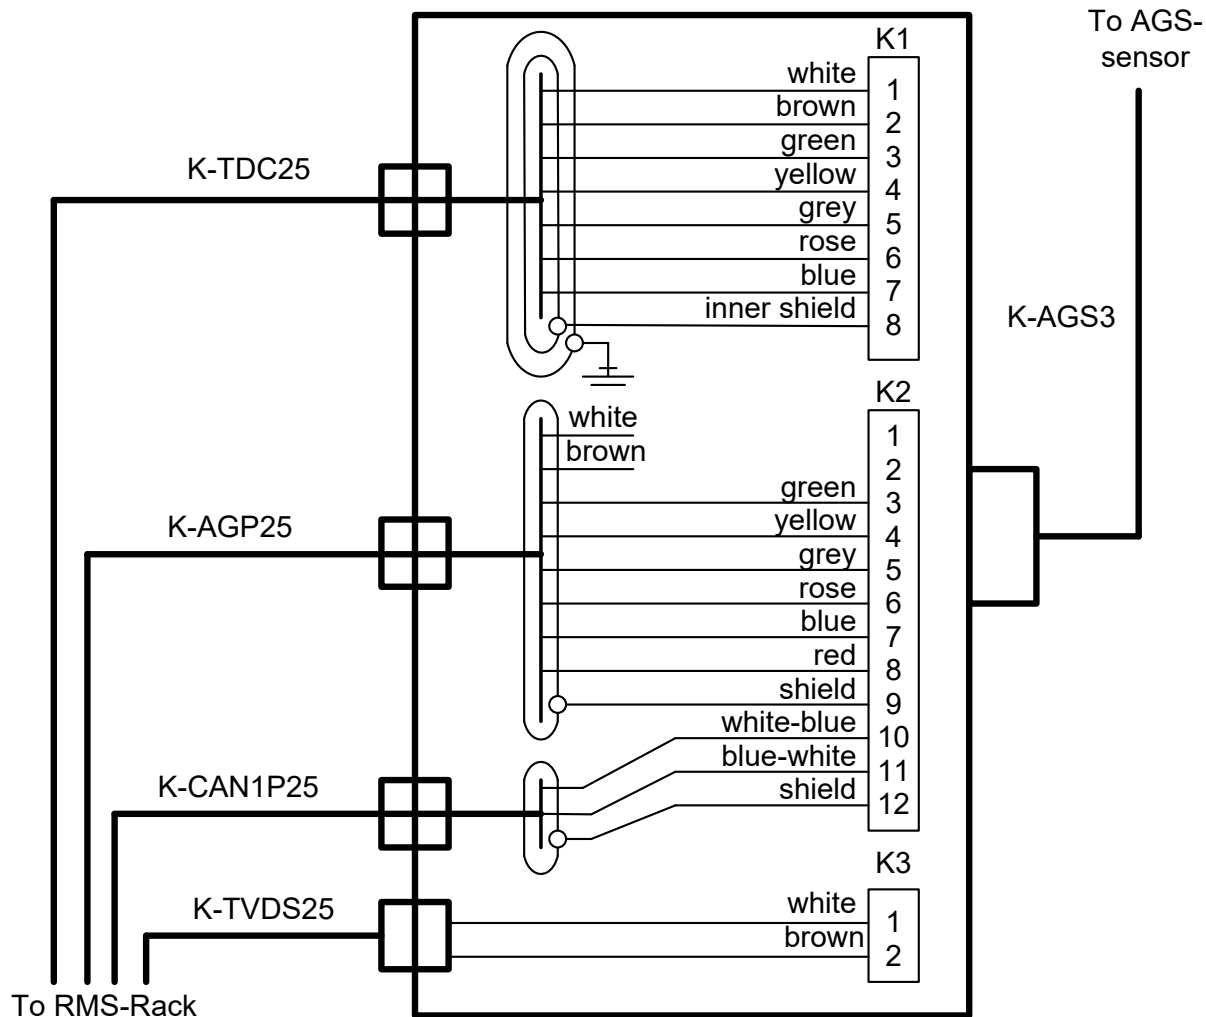 To AGS-
sensor
K1
white 1
brown 2
green 3
yellow 4
grey 5
rose 6
blue 7
inner shield 8
K-TDC25
K-AGS3
K2
white 1
brown 2
green 3
yellow 4
grey 5
rose 6
blue 7
red 8
shield 9
white-blue 10
blue-white 11
shield 12
K-AGP25
K-CAN1P25
K3
white 1
brown 2
K-TVDS25
To RMS-Rack